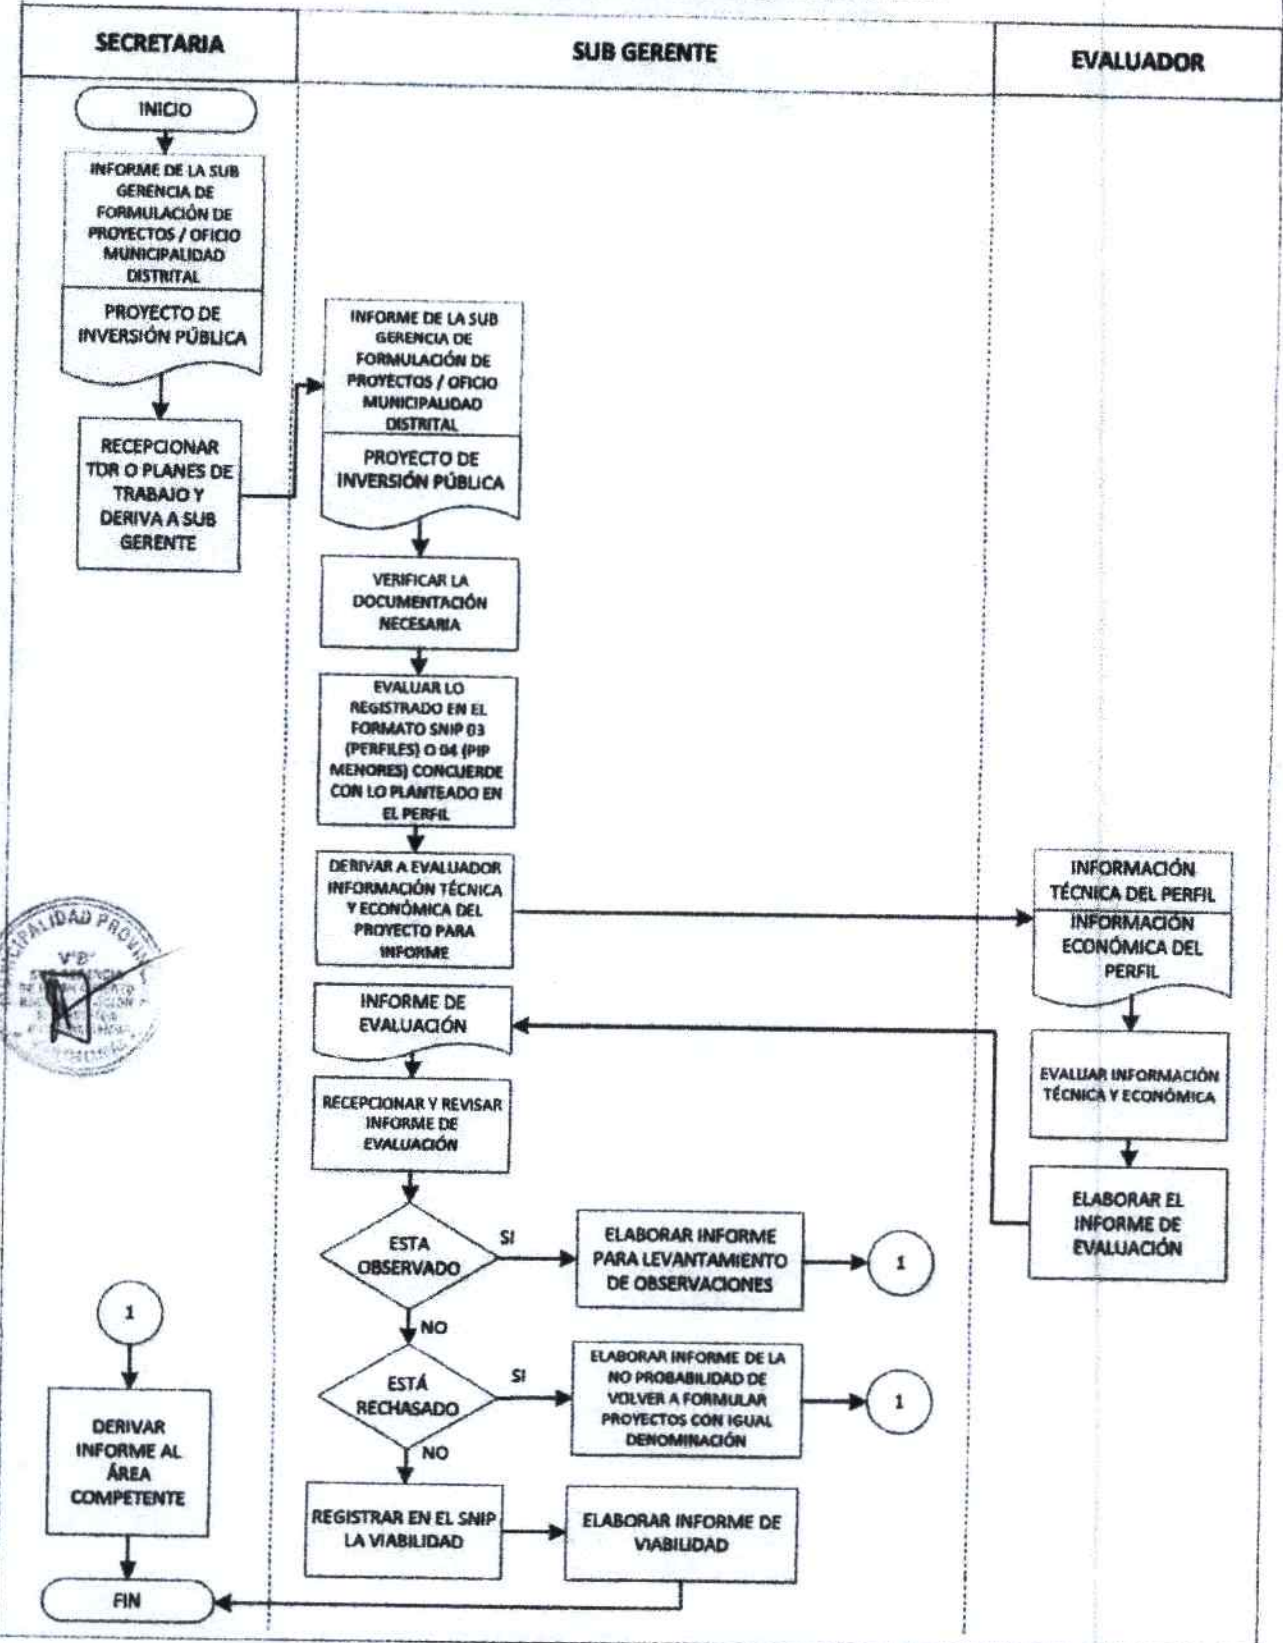 SECRETARIA
SUB GERENTE
EVALUADOR
INICIO
INFORME DE LA SUB
GERENCIA DE
FORMULACIÓN DE
PROYECTOS / OFICIO
MUNICIPALIDAD
DISTRITAL
PROYECTO DE
INVERSIÓN PÚBLICA
RECEPCIONAR
TDR O PLANES DE
TRABAJO Y
DERIVA A SUB
GERENTE
INFORME DE LA SUB
GERENCIA DE
FORMULACIÓN DE
PROYECTOS / OFICIO
MUNICIPALIDAD
DISTRITAL
PROYECTO DE
INVERSIÓN PÚBLICA
VERIFICAR LA
DOCUMENTACIÓN
NECESARIA
EVALUAR LO
REGISTRADO EN EL
FORMATO SNIP 03
(PERFILES) O 04 (PIP
MENORES) CONCUERDE
CON LO PLANTEADO EN
EL PERFIL
DERIVAR A EVALUADOR
INFORMACIÓN TÉCNICA
Y ECONÓMICA DEL
PROYECTO PARA
INFORME
INFORMACIÓN
TÉCNICA DEL PERFIL
INFORMACIÓN
ECONÓMICA DEL
PERFIL
EVALUAR INFORMACIÓN
TÉCNICA Y ECONÓMICA
ELABORAR EL
INFORME DE
EVALUACIÓN
INFORME DE
EVALUACIÓN
RECEPCIONAR Y REVISAR
INFORME DE
EVALUACIÓN
ESTA
OBSERVADO
SI
ELABORAR INFORME
PARA LEVANTAMIENTO
DE OBSERVACIONES
1
NO
ESTÁ
RECHASADO
SI
ELABORAR INFORME DE LA
NO PROBABILIDAD DE
VOLVER A FORMULAR
PROYECTOS CON IGUAL
DENOMINACIÓN
1
NO
REGISTRAR EN EL SNIP
LA VIABILIDAD
ELABORAR INFORME DE
VIABILIDAD
1
DERIVAR
INFORME AL
ÁREA
COMPETENTE
FIN
V°B°